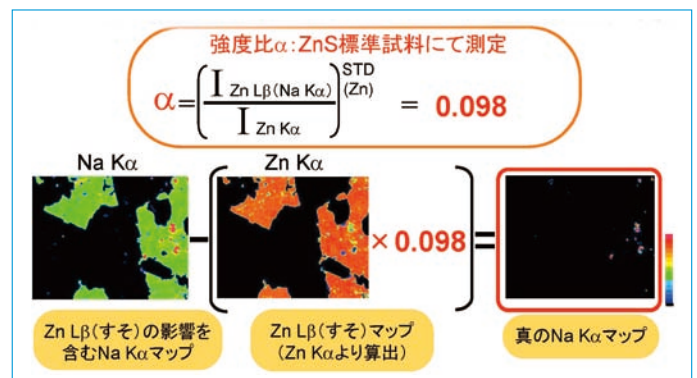 強度比α:ZnS標準試料にて測定
α=(I Zn Lβ(Na Kα) / I Zn Kα)STD (Zn) = 0.098
Na Kα
Zn Kα
- ( × 0.098 ) =
Zn Lβ(すそ)の影響を
含むNa Kαマップ
Zn Lβ(すそ)マップ
(Zn Kαより算出)
真のNa Kαマップ